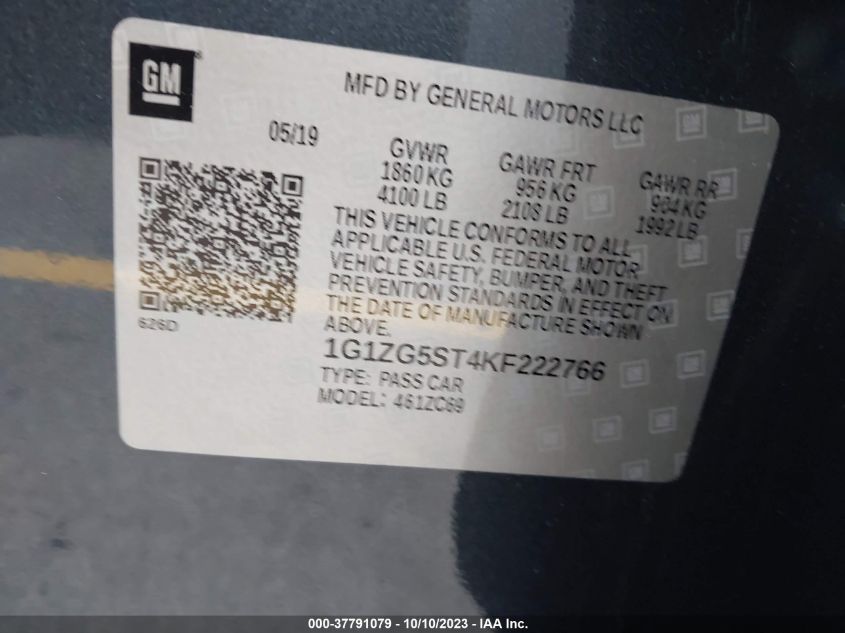 GM
MFD BY GENERAL MOTORS LLC
05/19
GVWR
1860 KG
4100 LB
GAWR FRT
956 KG
2108 LB
GAWR RR
904 KG
1992 LB
THIS VEHICLE CONFORMS TO ALL
APPLICABLE U.S. FEDERAL MOTOR
VEHICLE SAFETY, BUMPER, AND THEFT
PREVENTION STANDARDS IN EFFECT ON
THE DATE OF MANUFACTURE SHOWN
ABOVE.
626D
1G1ZG5ST4KF222766
TYPE: PASS CAR
MODEL: 461ZC69
000-37791079 - 10/10/2023 - IAA Inc.